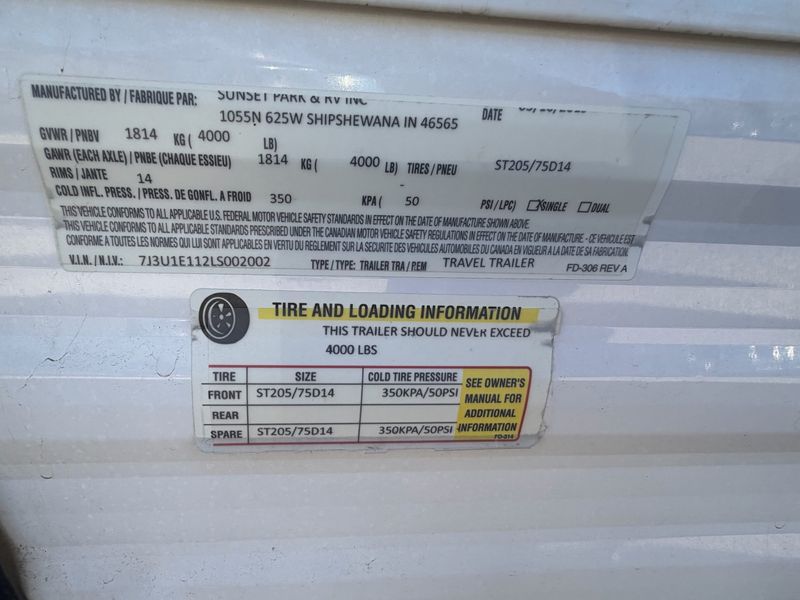 MANUFACTURED BY / FABRIQUE PAR: SUNSET PARK & RV INC DATE
1055N 625W SHIPSHEWANA IN 46565
GVWR / PNBV 1814 KG ( 4000 LB)
GAWR (EACH AXLE) / PNBE (CHAQUE ESSIEU) 1814 KG ( 4000 LB) TIRES / PNEU ST205/75D14
RIMS / JANTE 14 -
COLD INFL. PRESS. / PRESS. DE GONFL. A FROID 350 KPA ( 50 PSI / LPC) SINGLE DUAL
THIS VEHICLE CONFORMS TO ALL APPLICABLE U.S. FEDERAL MOTOR VEHICLE SAFETY STANDARDS IN EFFECT ON THE DATE OF MANUFACTURE SHOWN ABOVE.
THIS VEHICLE CONFORMS TO ALL APPLICABLE STANDARDS PRESCRIBED UNDER THE CANADIAN MOTOR VEHICLE SAFETY REGULATIONS IN EFFECT ON THE DATE OF MANUFACTURE - CE VEHICULE EST
CONFORME A TOUTES LES NORMES QUI LUI SONT APPLICABLES EN VERTU DU REGLEMENT SUR LA SECURITE DES VEHICULES AUTOMOBILES DU CANADA EN VIGUEUR A LA DATE DE SA FABRICATION.
V.I.N. / N.I.V.: 7J3U1E112LS002002 TYPE / TYPE: TRAILER TRA / REM TRAVEL TRAILER FD-306 REV A
TIRE AND LOADING INFORMATION
THIS TRAILER SHOULD NEVER EXCEED
4000 LBS
TIRE SIZE COLD TIRE PRESSURE
FRONT ST205/75D14 350KPA/50PSI
REAR
SPARE ST205/75D14 350KPA/50PSI
SEE OWNER'S
MANUAL FOR
ADDITIONAL
INFORMATION